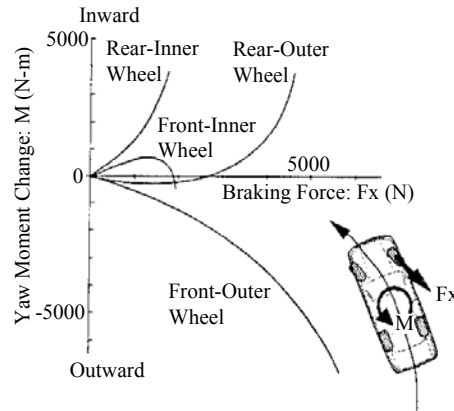 Inward
5000
Rear-Inner
Wheel
Rear-Outer
Wheel
Front-Inner
Wheel
5000
0
Braking Force: Fx (N)
Yaw Moment Change: M (N-m)
Front-Outer
Wheel
-5000
Outward
Fx
M